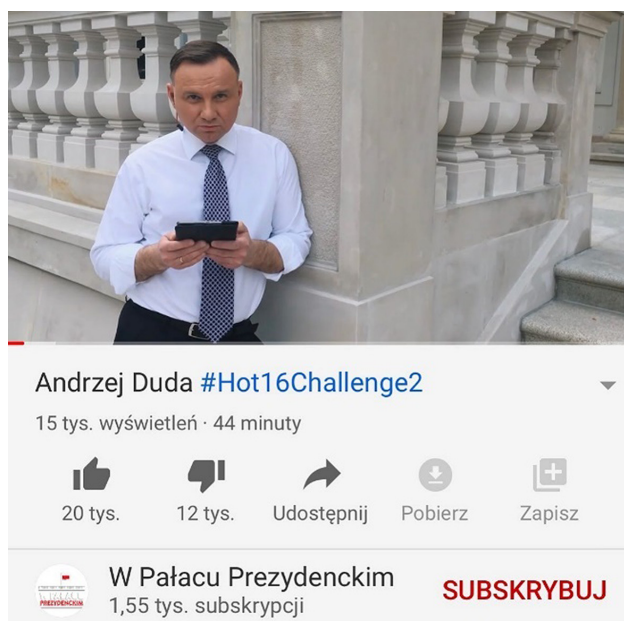 Andrzej Duda #Hot16Challenge2
15 tys. wyświetleń · 44 minuty
20 tys.
12 tys.
Udostępnij
Pobierz
Zapisz
W Pałacu Prezydenckim
SUBSKRYBUJ
PREZYDENCKIM
1,55 tys. subskrypcji